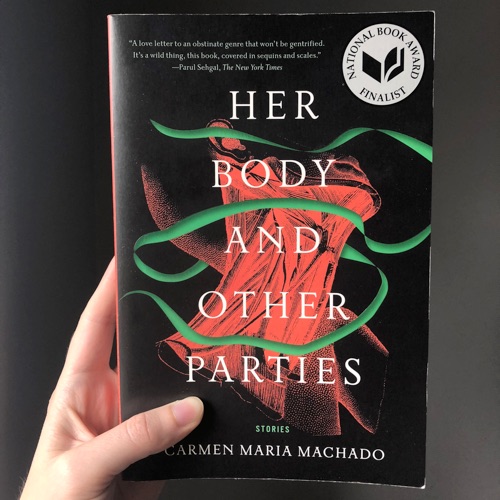 “A love letter to an obstinate genre that won’t be gentrified.
It’s a wild thing, this book, covered in sequins and scales.”
—Parul Sehgal, The New York Times
NATIONAL BOOK AWARD
FINALIST
HER
BODY
AND
OTHER
PARTIES
STORIES
CARMEN MARIA MACHADO